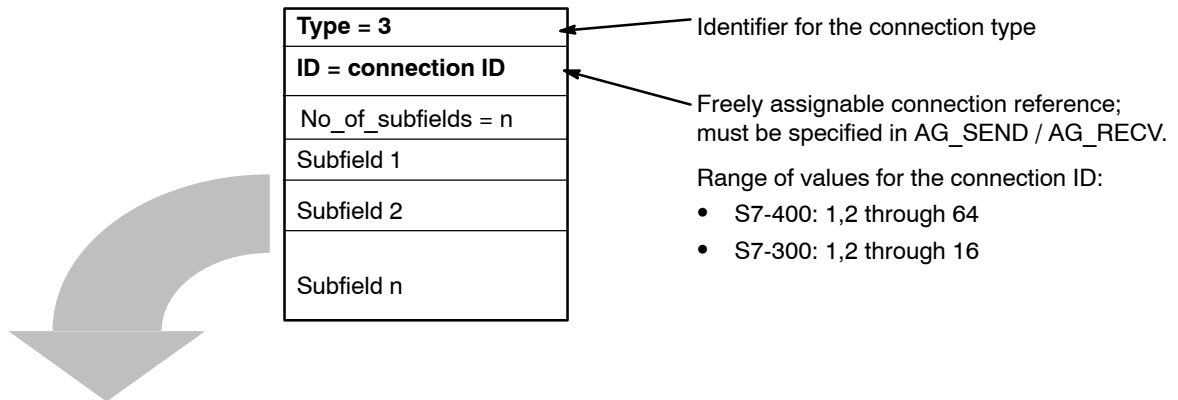 Type = 3
ID = connection ID
No_of_subfields = n
Subfield 1
Subfield 2
Subfield n
Identifier for the connection type
Freely assignable connection reference;
must be specified in AG_SEND / AG_RECV.
Range of values for the connection ID:
• S7-400: 1,2 through 64
• S7-300: 1,2 through 16